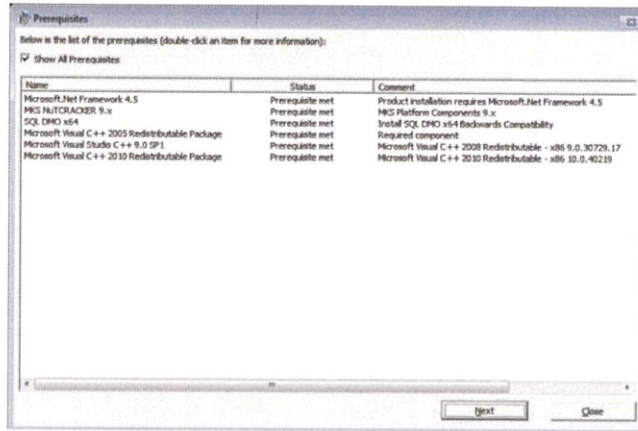 Prerequisites
Below is the list of the prerequisites (double-click an item for more information):
Show All Prerequisites
Name Status Comment
Microsoft.Net Framework 4.5 Prerequisite met Product installation requires Microsoft.Net Framework 4.5
MKS NuTCRACKER 9.x Prerequisite met MKS Platform Components 9.x
SQL DMO x64 Prerequisite met Install SQL DMO x64 Backwards Compatibility
Microsoft Visual C++ 2005 Redistributable Package Prerequisite met Required component
Microsoft Visual Studio C++ 9.0 SP1 Prerequisite met Microsoft Visual C++ 2008 Redistributable - x86 9.0.30729.17
Microsoft Visual C++ 2010 Redistributable Package Prerequisite met Microsoft Visual C++ 2010 Redistributable - x86 10.0.40219
Next Close